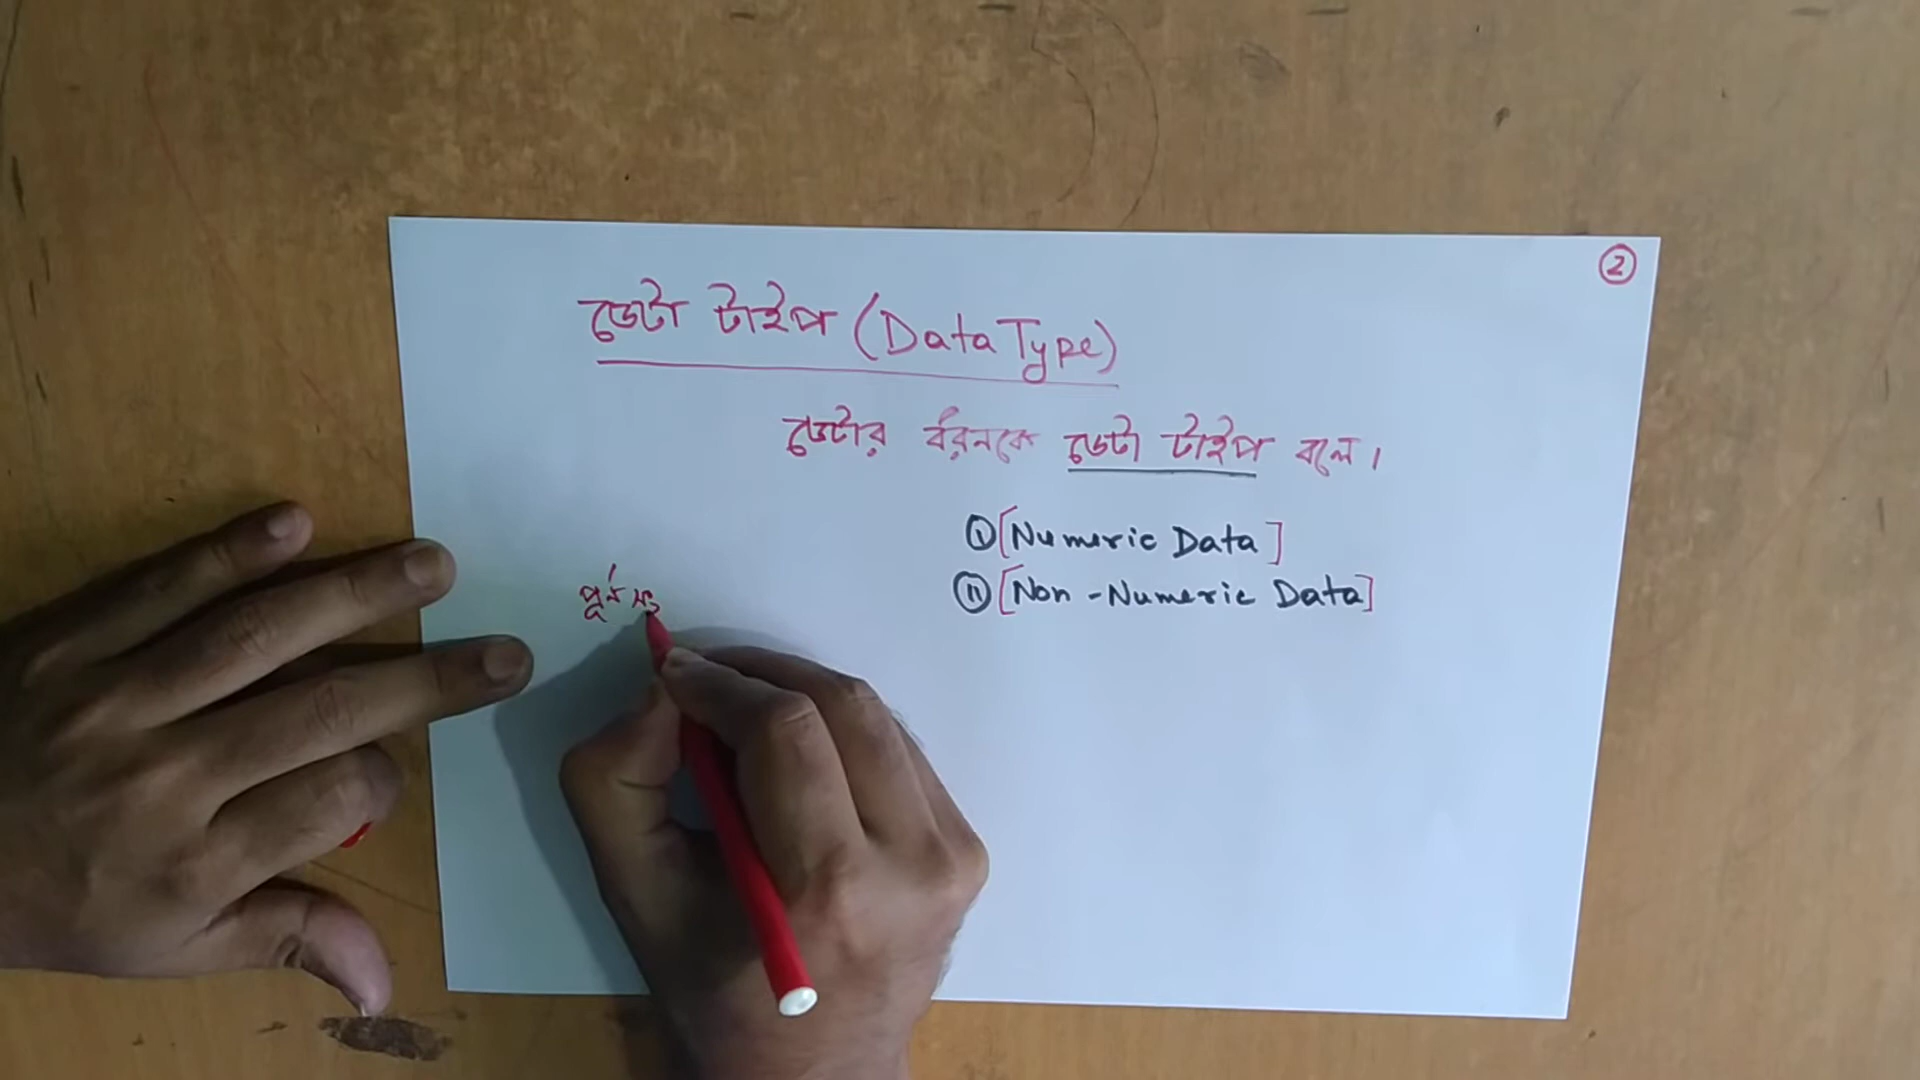 ②
ডেটা টাইপ (Data Type)
ডেটার ধরনকে ডেটা টাইপ বলে।
① [Numeric Data]
② [Non-Numeric Data]